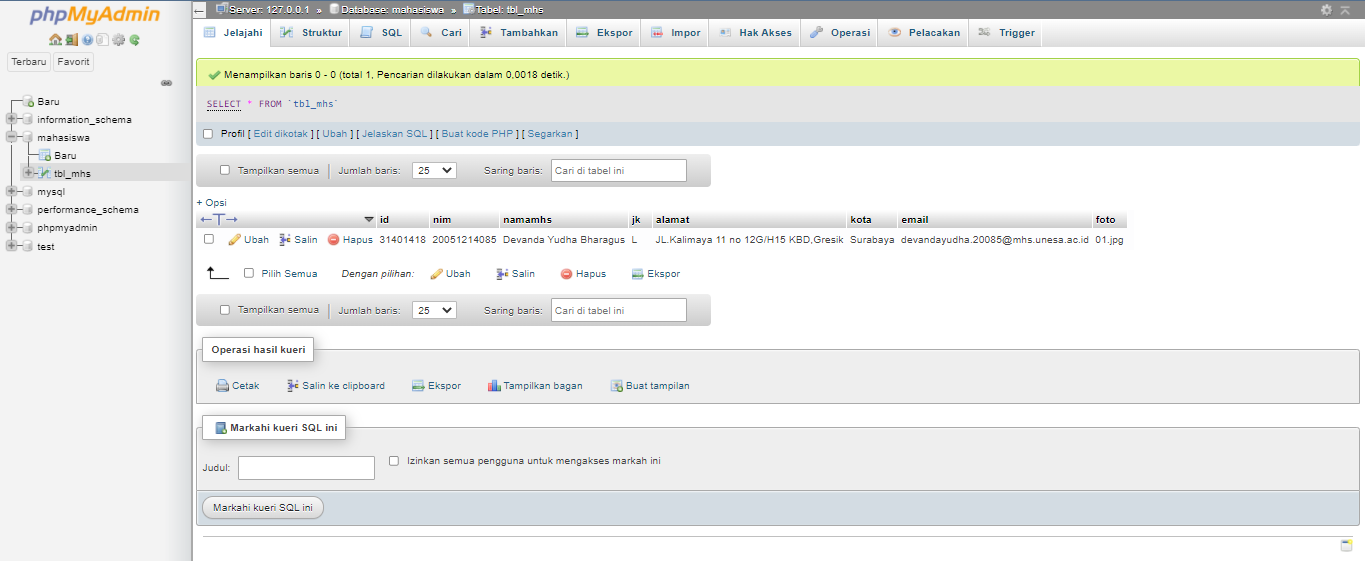 phpMyAdmin
Terbaru Favorit
Baru
information_schema
mahasiswa
Baru
tbl_mhs
mysql
performance_schema
phpmyadmin
test
Server: 127.0.0.1 » Database: mahasiswa » Tabel: tbl_mhs
Jelajahi Struktur SQL Cari Tambahkan Ekspor Impor Hak Akses Operasi Pelacakan Trigger
Menampilkan baris 0 - 0 (total 1, Pencarian dilakukan dalam 0,0018 detik.)
SELECT * FROM `tbl_mhs`
Profil [ Edit dikotak ] [ Ubah ] [ Jelaskan SQL ] [ Buat kode PHP ] [ Segarkan ]
Tampilkan semua Jumlah baris: 25 Saring baris: Cari di tabel ini
+ Opsi
←T→ id nim namamhs jk alamat kota email foto
Ubah Salin Hapus 31401418 20051214085 Devanda Yudha Bharagus L JL.Kalimaya 11 no 12G/H15 KBD,Gresik Surabaya devandayudha.20085@mhs.unesa.ac.id 01.jpg
Pilih Semua Dengan pilihan: Ubah Salin Hapus Ekspor
Tampilkan semua Jumlah baris: 25 Saring baris: Cari di tabel ini
Operasi hasil kueri
Cetak Salin ke clipboard Ekspor Tampilkan bagan Buat tampilan
Markahi kueri SQL ini
Judul: Izinkan semua pengguna untuk mengakses markah ini
Markahi kueri SQL ini